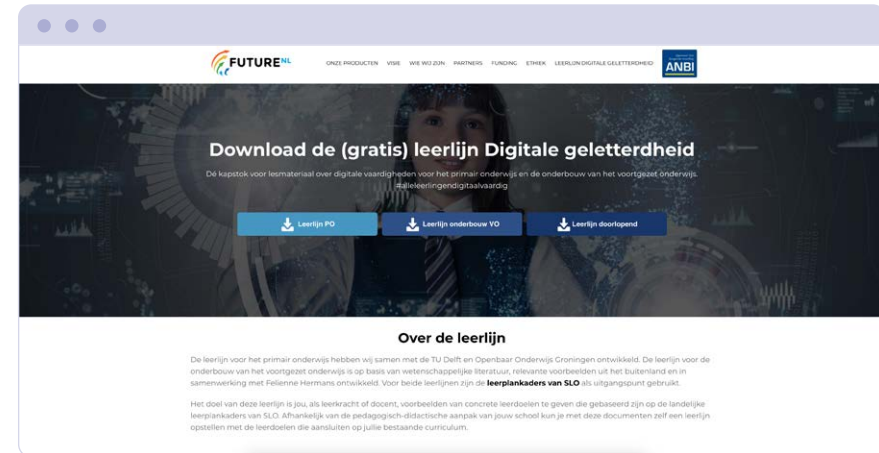 FUTURE NL
ONZE PRODUCTEN VISIE WIE WIJ ZIJN PARTNERS FUNDING ETHIEK LEERLIJN DIGITALE GELETTERDHEID
ANBI
Download de (gratis) leerlijn Digitale geletterdheid
Dé kapstok voor lesmateriaal over digitale vaardigheden voor het primair onderwijs en de onderbouw van het voortgezet onderwijs.
#alleleerlingendigitaalvaardig
Leerlijn PO
Leerlijn onderbouw VO
Leerlijn doorlopend
Over de leerlijn
De leerlijn voor het primair onderwijs hebben wij samen met de TU Delft en Openbaar Onderwijs Groningen ontwikkeld. De leerlijn voor de
onderbouw van het voortgezet onderwijs is op basis van wetenschappelijke literatuur, relevante voorbeelden uit het buitenland en in
samenwerking met Felienne Hermans ontwikkeld. Voor beide leerlijnen zijn de leerplankaders van SLO als uitgangspunt gebruikt.
Het doel van deze leerlijn is jou, als leerkracht of docent, voorbeelden van concrete leerdoelen te geven die gebaseerd zijn op de landelijke
leerplankaders van SLO. Afhankelijk van de pedagogisch-didactische aanpak van jouw school kun je met deze documenten zelf een leerlijn
opstellen met de leerdoelen die aansluiten op jullie bestaande curriculum.